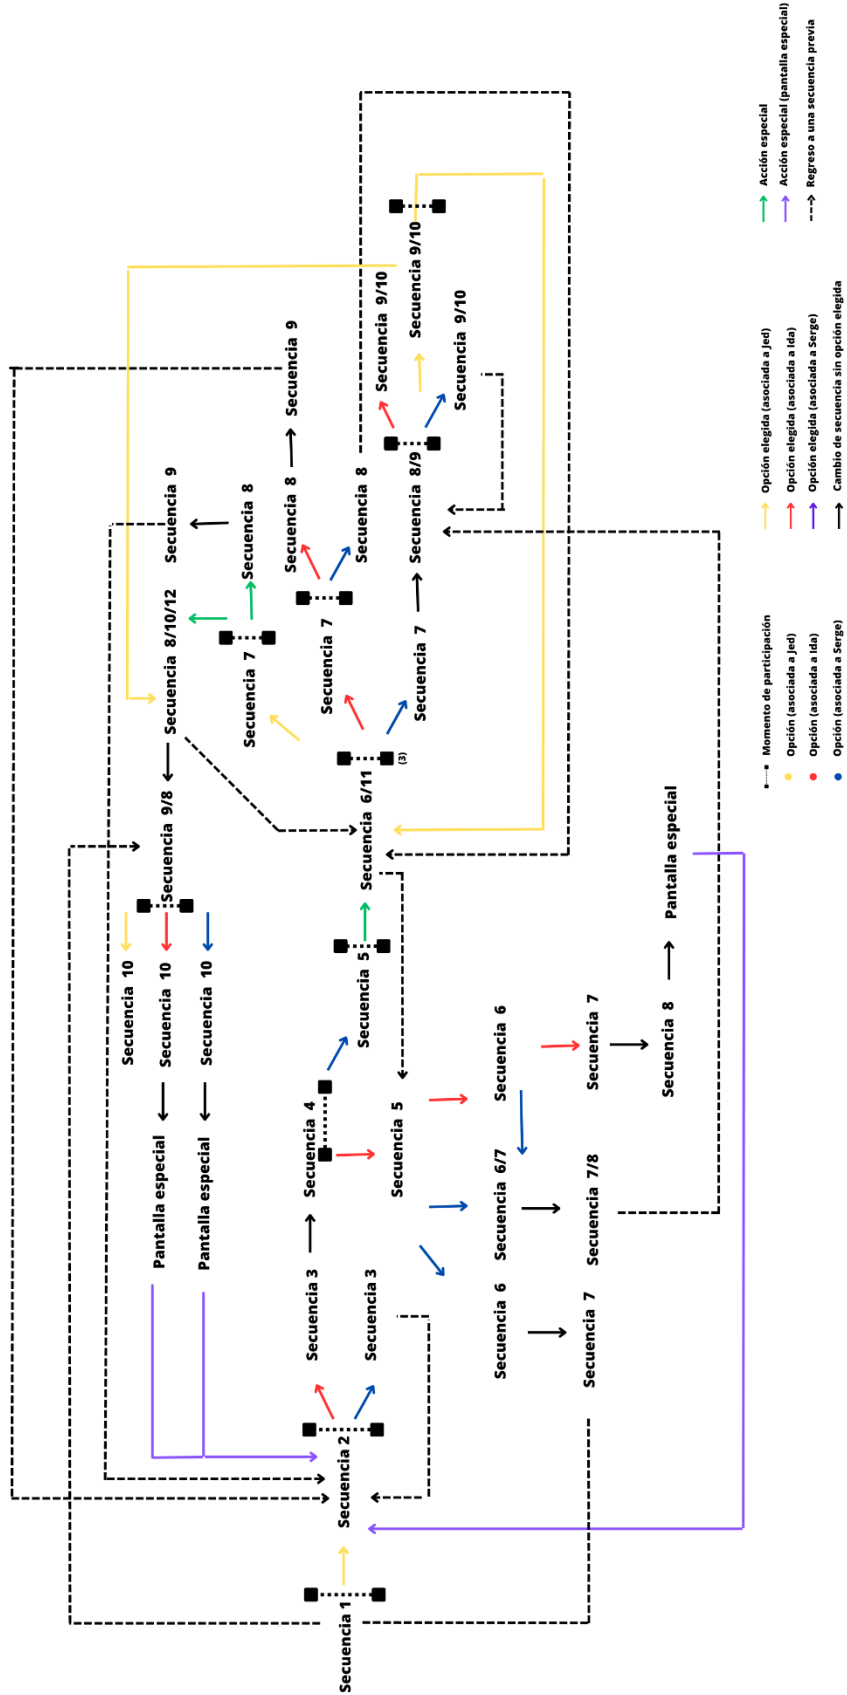 Secuencia 1
Secuencia 2
Secuencia 3
Secuencia 3
Secuencia 4
Secuencia 5
Secuencia 5
Secuencia 6
Secuencia 7
Secuencia 6/7
Secuencia 7/8
Secuencia 6
Secuencia 7
Secuencia 8
Pantalla especial
Secuencia 6/11
(3)
Secuencia 7
Secuencia 7
Secuencia 7
Secuencia 8/10/12
Secuencia 8
Secuencia 9
Secuencia 8
Secuencia 9
Secuencia 8
Secuencia 8/9
Secuencia 9/10
Secuencia 9/10
Secuencia 9/10
Secuencia 9/8
Secuencia 10
Secuencia 10
Secuencia 10
Pantalla especial
Pantalla especial
Momento de participación
Opción (asociada a Jed)
Opción (asociada a Ida)
Opción (asociada a Serge)
Opción elegida (asociada a Jed)
Opción elegida (asociada a Ida)
Opción elegida (asociada a Serge)
Cambio de secuencia sin opción elegida
Acción especial
Acción especial (pantalla especial)
Regreso a una secuencia previa